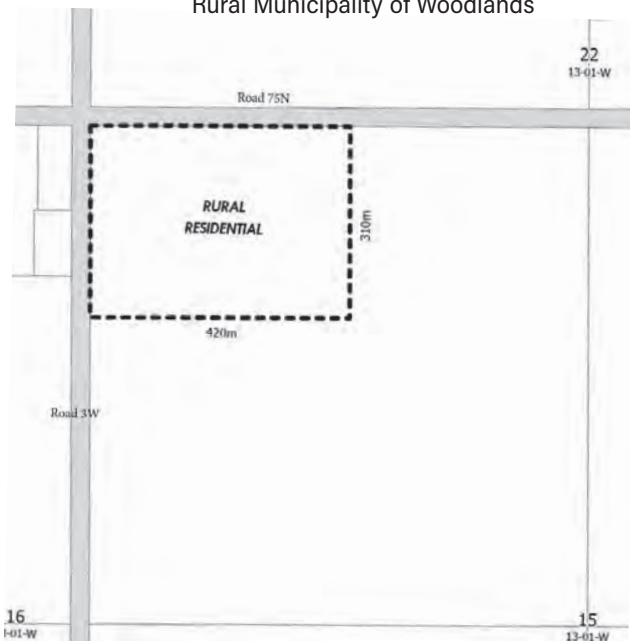 Rural Municipality of Woodlands
22
13-01-W
Road 75N
RURAL
RESIDENTIAL
310m
420m
Road 3W
16
-01-W
15
13-01-W